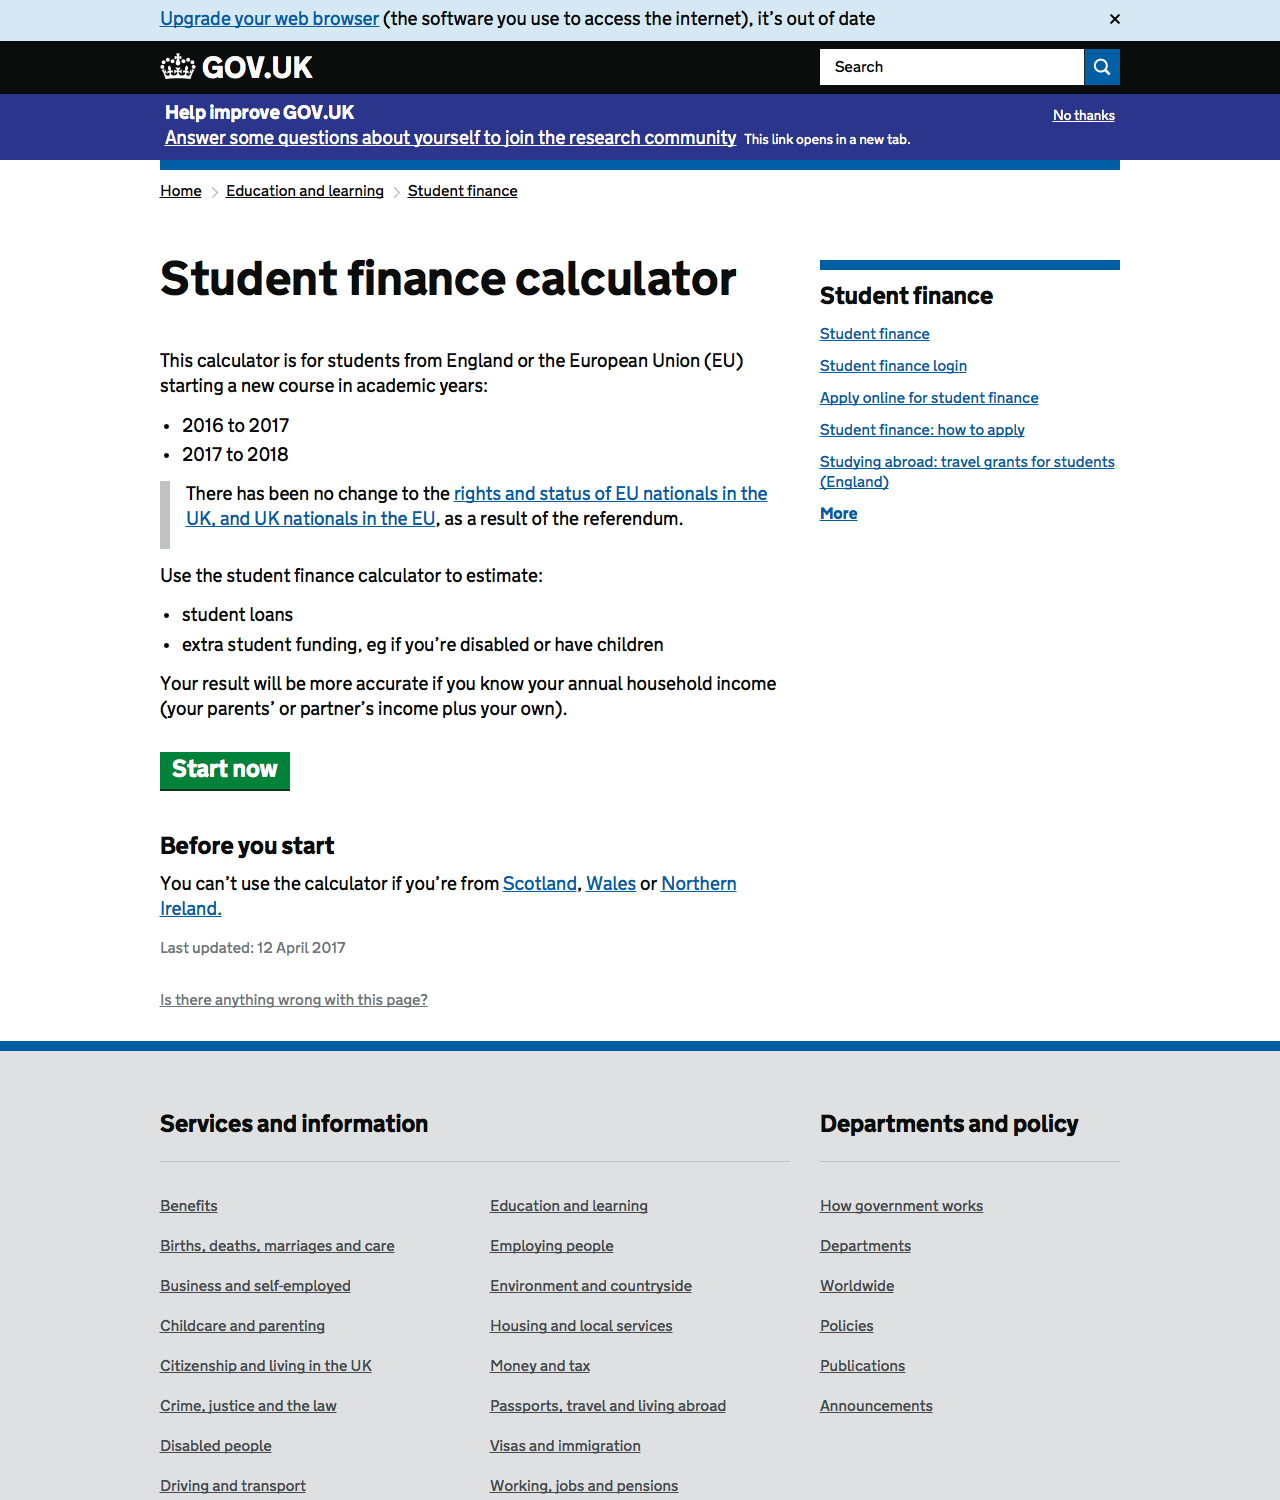 Upgrade your web browser (the software you use to access the internet), it’s out of date ×
GOV.UK
Search
Help improve GOV.UK
No thanks
Answer some questions about yourself to join the research community This link opens in a new tab.
Home > Education and learning > Student finance
Student finance calculator
This calculator is for students from England or the European Union (EU)
starting a new course in academic years:
• 2016 to 2017
• 2017 to 2018
There has been no change to the rights and status of EU nationals in the
UK, and UK nationals in the EU, as a result of the referendum.
Use the student finance calculator to estimate:
• student loans
• extra student funding, eg if you’re disabled or have children
Your result will be more accurate if you know your annual household income
(your parents’ or partner’s income plus your own).
Start now
Before you start
You can’t use the calculator if you’re from Scotland, Wales or Northern
Ireland.
Last updated: 12 April 2017
Is there anything wrong with this page?
Student finance
Student finance
Student finance login
Apply online for student finance
Student finance: how to apply
Studying abroad: travel grants for students
(England)
More
Services and information
Benefits
Births, deaths, marriages and care
Business and self-employed
Childcare and parenting
Citizenship and living in the UK
Crime, justice and the law
Disabled people
Driving and transport
Education and learning
Employing people
Environment and countryside
Housing and local services
Money and tax
Passports, travel and living abroad
Visas and immigration
Working, jobs and pensions
Departments and policy
How government works
Departments
Worldwide
Policies
Publications
Announcements